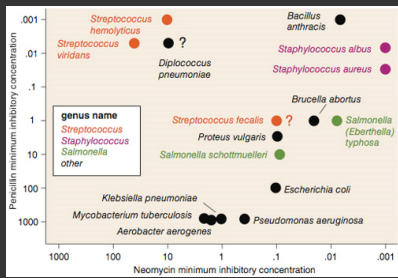 Penicillin minimum inhibitory concentration
.001
.01
.1
1
10
100
1000
Streptococcus
hemolyticus
Streptococcus
viridans
?
Diplococcus
pneumoniae
Bacillus
anthracis
Staphylococcus albus
Staphylococcus aureus
Brucella abortus
Streptococcus fecalis
?
Salmonella
(Eberthella)
typhosa
Proteus vulgaris
Salmonella schottmuelleri
genus name
Streptococcus
Staphylococcus
Salmonella
other
Escherichia coli
Klebsiella pneumoniae
Mycobacterium tuberculosis
Aerobacter aerogenes
Pseudomonas aeruginosa
1000
100
10
1
.1
.01
.001
Neomycin minimum inhibitory concentration